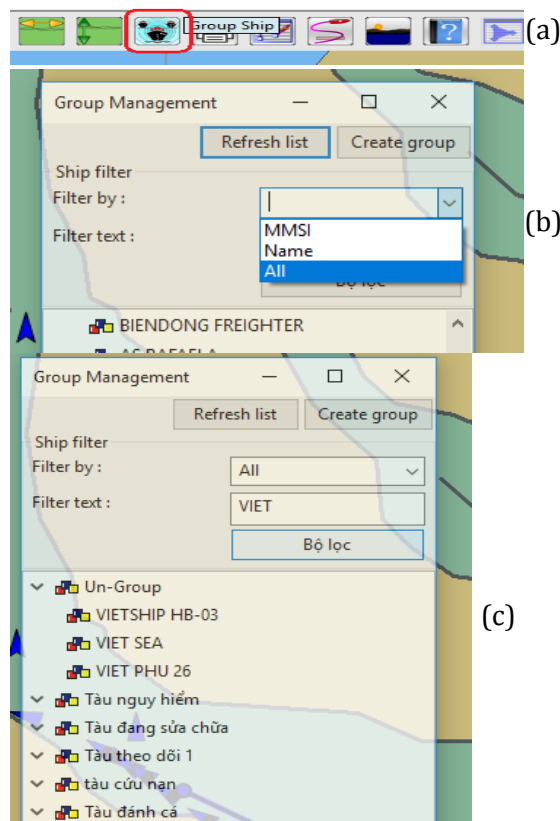 Group Ship
(a)
Group Management
Refresh list Create group
Ship filter
Filter by :
(b)
Filter text :
MMSI
Name
All
Bộ lọc
BIENDONG FREIGHTER
AS RAFAELA
Group Management
Refresh list Create group
Ship filter
Filter by : All
Filter text : VIET
Bộ lọc
Un-Group
VIETSHIP HB-03
(c)
VIET SEA
VIET PHU 26
Tàu nguy hiểm
Tàu đang sửa chữa
Tàu theo dõi 1
tàu cứu nạn
Tàu đánh cá